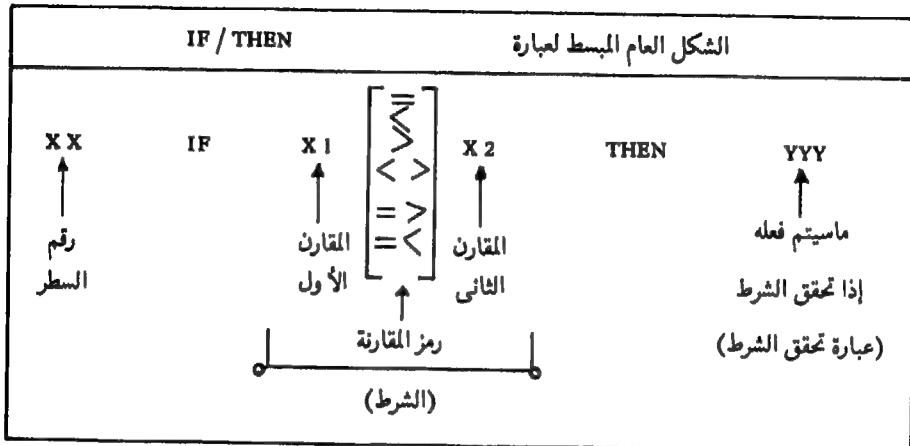 الشكل العام المبسط لعبارة IF / THEN
XX IF X1 X2 THEN YYY
=
<
>
< >
= >
= <
رقم
السطر
المقارن
الأول
المقارن
الثانى
ماسيتم فعله
إذا تحقق الشرط
(عبارة تحقق الشرط)
رمز المقارنة
(الشرط)